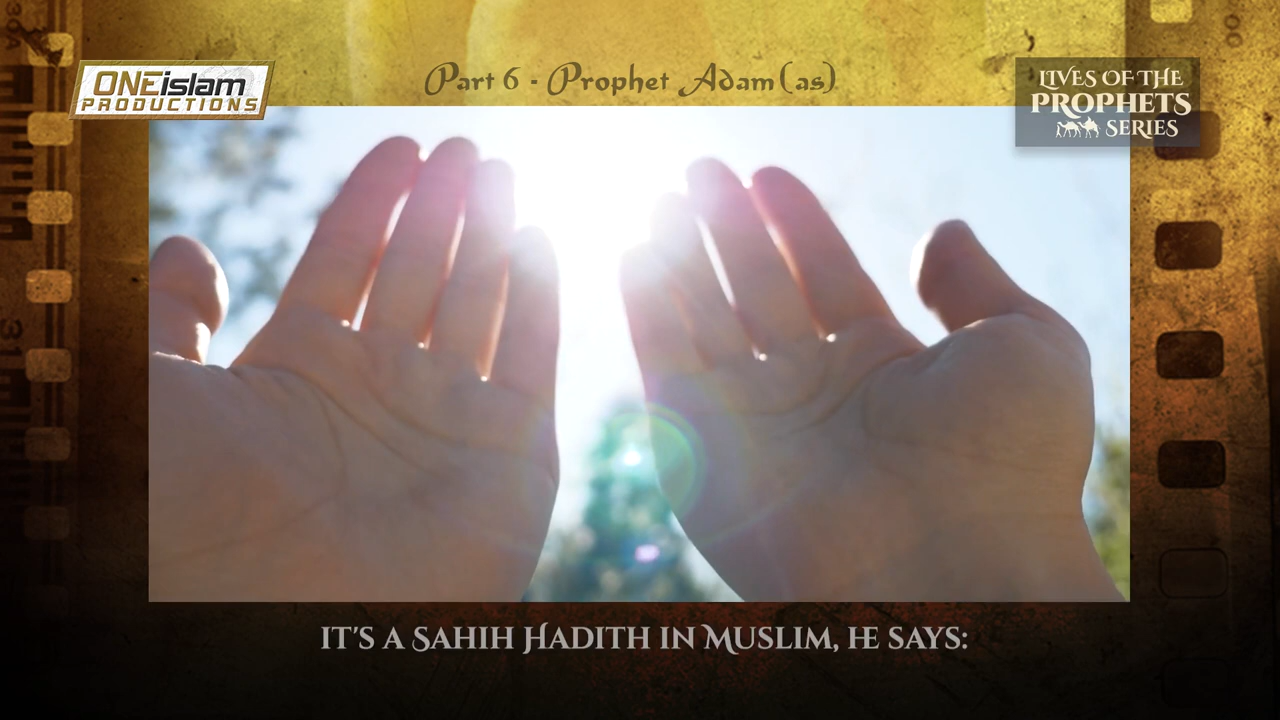 ONEislam
PRODUCTIONS
Part 6 - Prophet Adam (as)
LIVES OF THE
PROPHETS
SERIES
IT'S A SAHIH HADITH IN MUSLIM, HE SAYS: